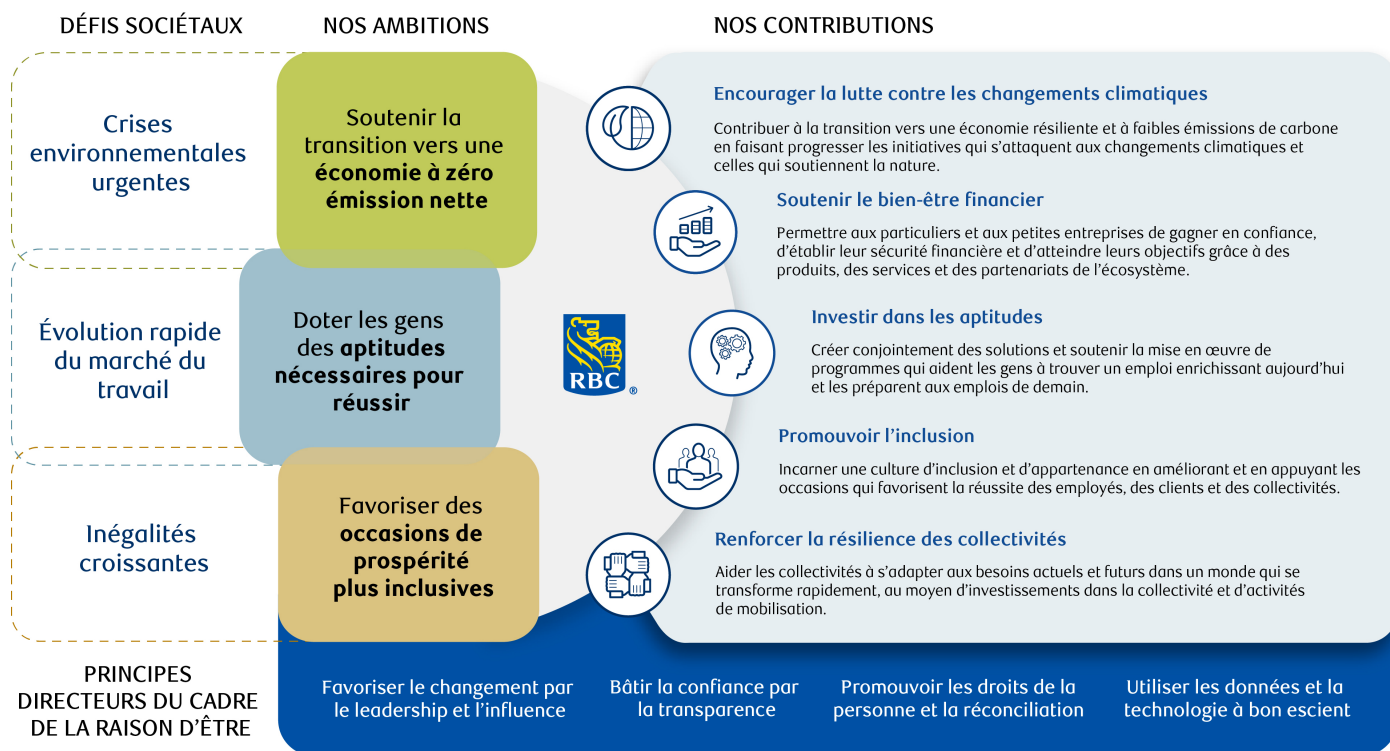 DÉFIS SOCIÉTAUX
NOS AMBITIONS
NOS CONTRIBUTIONS
Crises
environnementales
urgentes
Soutenir la
transition vers une
économie à zéro
émission nette
Évolution rapide
du marché du
travail
Doter les gens
des aptitudes
nécessaires pour
réussir
Inégalités
croissantes
Favoriser des
occasions de
prospérité
plus inclusives
RBC
®
Encourager la lutte contre les changements climatiques
Contribuer à la transition vers une économie résiliente et à faibles émissions de carbone
en faisant progresser les initiatives qui s’attaquent aux changements climatiques et
celles qui soutiennent la nature.
Soutenir le bien-être financier
Permettre aux particuliers et aux petites entreprises de gagner en confiance,
d’établir leur sécurité financière et d’atteindre leurs objectifs grâce à des
produits, des services et des partenariats de l’écosystème.
Investir dans les aptitudes
Créer conjointement des solutions et soutenir la mise en œuvre de
programmes qui aident les gens à trouver un emploi enrichissant aujourd’hui
et les préparent aux emplois de demain.
Promouvoir l’inclusion
Incarner une culture d’inclusion et d’appartenance en améliorant et en appuyant les
occasions qui favorisent la réussite des employés, des clients et des collectivités.
Renforcer la résilience des collectivités
Aider les collectivités à s’adapter aux besoins actuels et futurs dans un monde qui se
transforme rapidement, au moyen d’investissements dans la collectivité et d’activités
de mobilisation.
PRINCIPES
DIRECTEURS DU CADRE
DE LA RAISON D’ÊTRE
Favoriser le changement par
le leadership et l’influence
Bâtir la confiance par
la transparence
Promouvoir les droits de la
personne et la réconciliation
Utiliser les données et la
technologie à bon escient